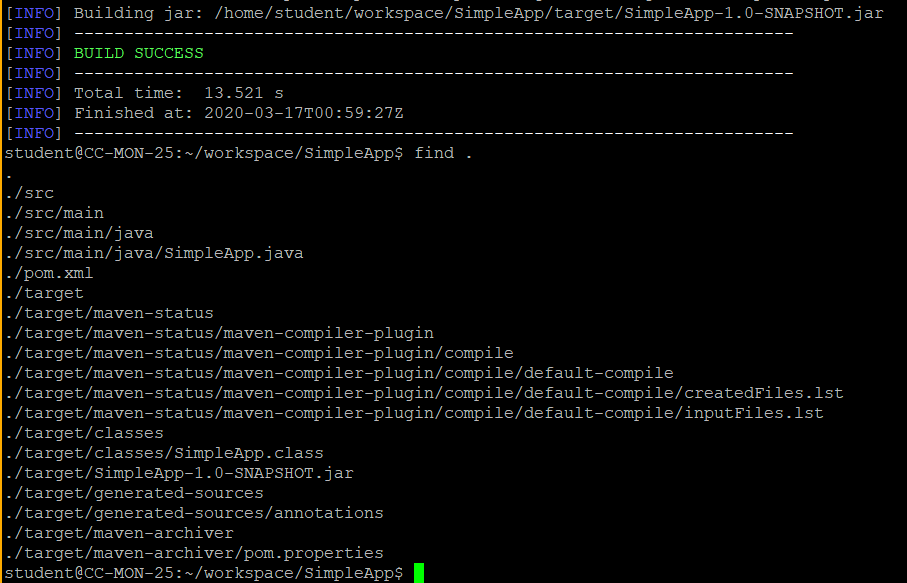 [INFO] Building jar: /home/student/workspace/SimpleApp/target/SimpleApp-1.0-SNAPSHOT.jar
[INFO] ------------------------------------------------------------------------
[INFO] BUILD SUCCESS
[INFO] ------------------------------------------------------------------------
[INFO] Total time:  13.521 s
[INFO] Finished at: 2020-03-17T00:59:27Z
[INFO] ------------------------------------------------------------------------
student@CC-MON-25:~/workspace/SimpleApp$ find .
.
./src
./src/main
./src/main/java
./src/main/java/SimpleApp.java
./pom.xml
./target
./target/maven-status
./target/maven-status/maven-compiler-plugin
./target/maven-status/maven-compiler-plugin/compile
./target/maven-status/maven-compiler-plugin/compile/default-compile
./target/maven-status/maven-compiler-plugin/compile/default-compile/createdFiles.lst
./target/maven-status/maven-compiler-plugin/compile/default-compile/inputFiles.lst
./target/classes
./target/classes/SimpleApp.class
./target/SimpleApp-1.0-SNAPSHOT.jar
./target/generated-sources
./target/generated-sources/annotations
./target/maven-archiver
./target/maven-archiver/pom.properties
student@CC-MON-25:~/workspace/SimpleApp$